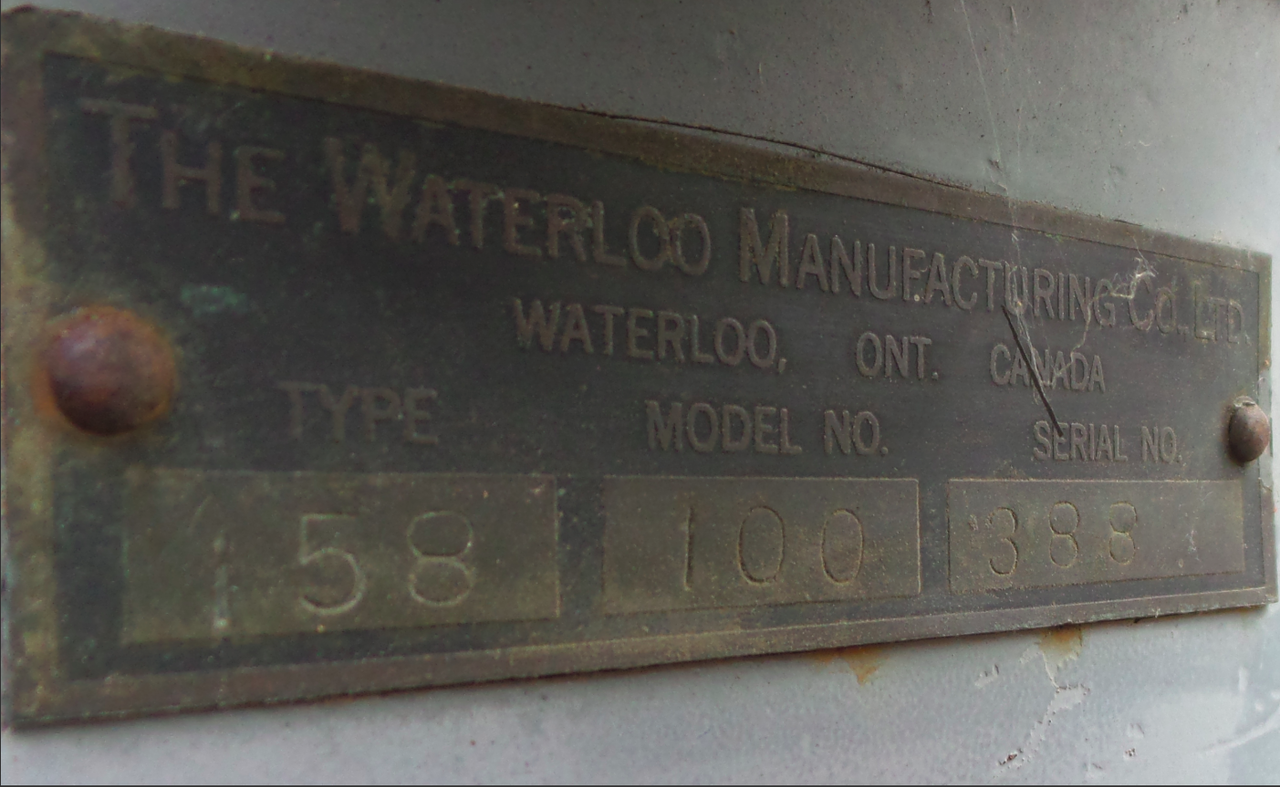 THE WATERLOO MANUFACTURING CO. LTD.
WATERLOO, ONT. CANADA
TYPE MODEL NO. SERIAL NO.
58 100 388